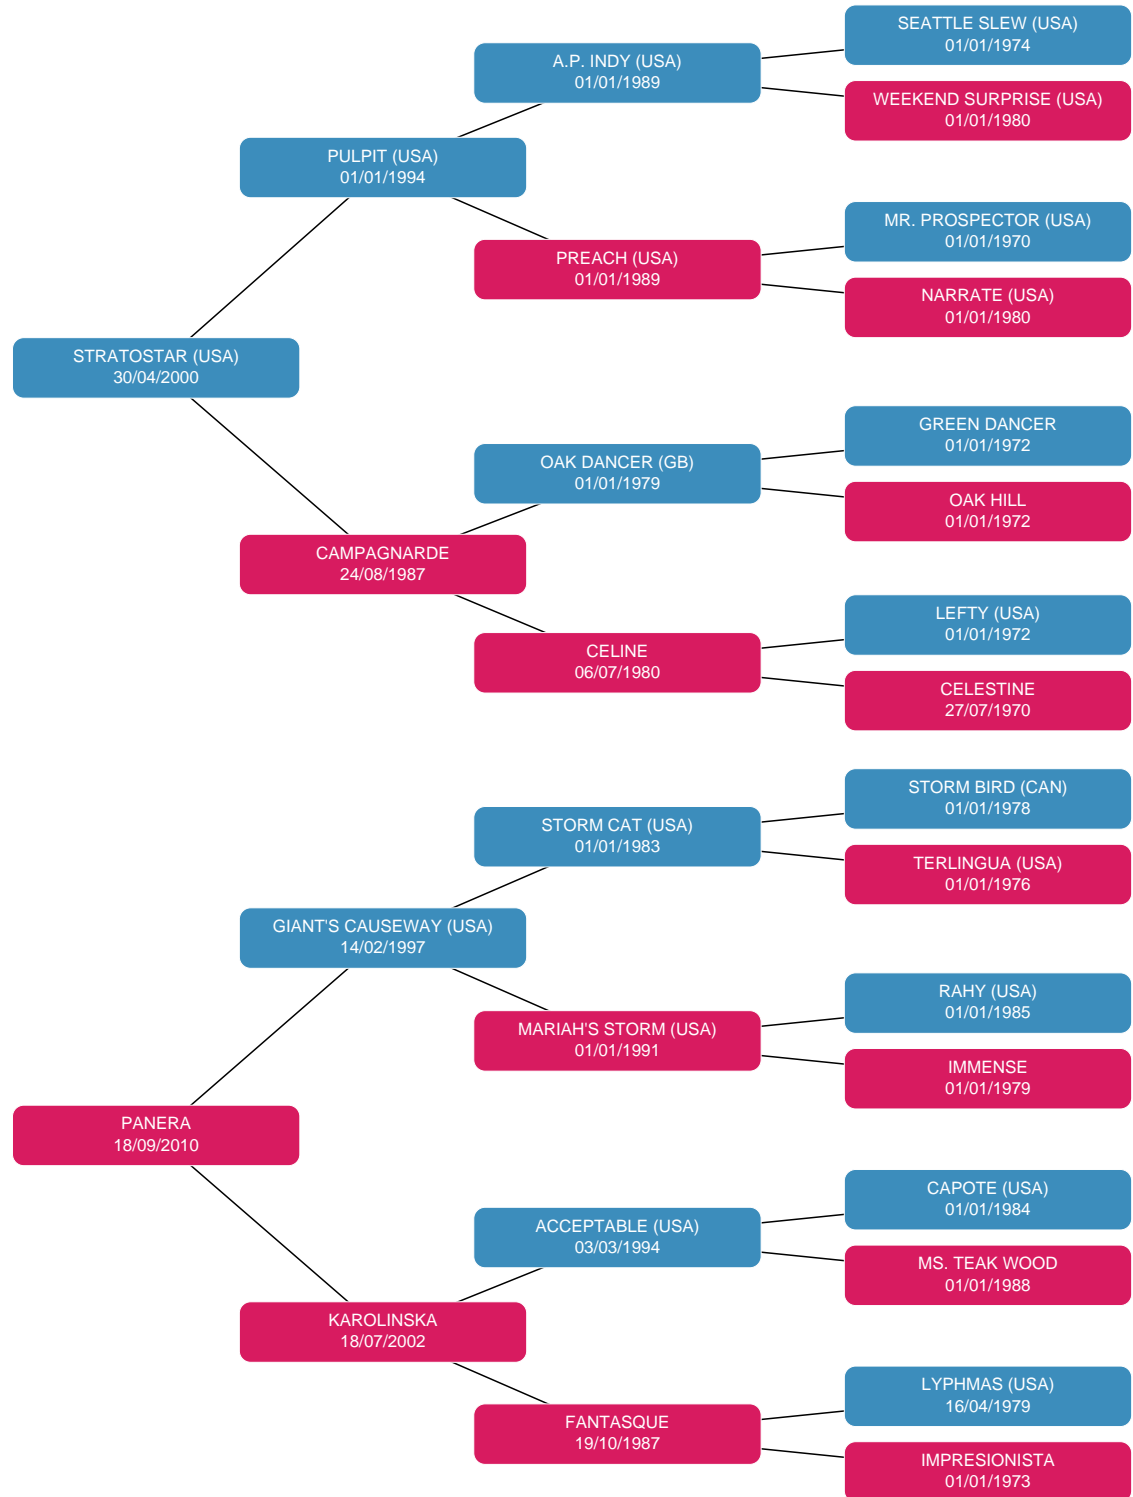 SEATTLE SLEW (USA)
01/01/1974
A.P. INDY (USA)
01/01/1989
WEEKEND SURPRISE (USA)
01/01/1980
PULPIT (USA)
01/01/1994
MR. PROSPECTOR (USA)
01/01/1970
PREACH (USA)
01/01/1989
NARRATE (USA)
01/01/1980
STRATOSTAR (USA)
30/04/2000
GREEN DANCER
01/01/1972
OAK DANCER (GB)
01/01/1979
OAK HILL
01/01/1972
CAMPAGNARDE
24/08/1987
LEFTY (USA)
01/01/1972
CELINE
06/07/1980
CELESTINE
27/07/1970
STORM BIRD (CAN)
01/01/1978
STORM CAT (USA)
01/01/1983
TERLINGUA (USA)
01/01/1976
GIANT'S CAUSEWAY (USA)
14/02/1997
RAHY (USA)
01/01/1985
MARIAH'S STORM (USA)
01/01/1991
IMMENSE
01/01/1979
PANERA
18/09/2010
CAPOTE (USA)
01/01/1984
ACCEPTABLE (USA)
03/03/1994
MS. TEAK WOOD
01/01/1988
KAROLINSKA
18/07/2002
LYPHMAS (USA)
16/04/1979
FANTASQUE
19/10/1987
IMPRESIONISTA
01/01/1973